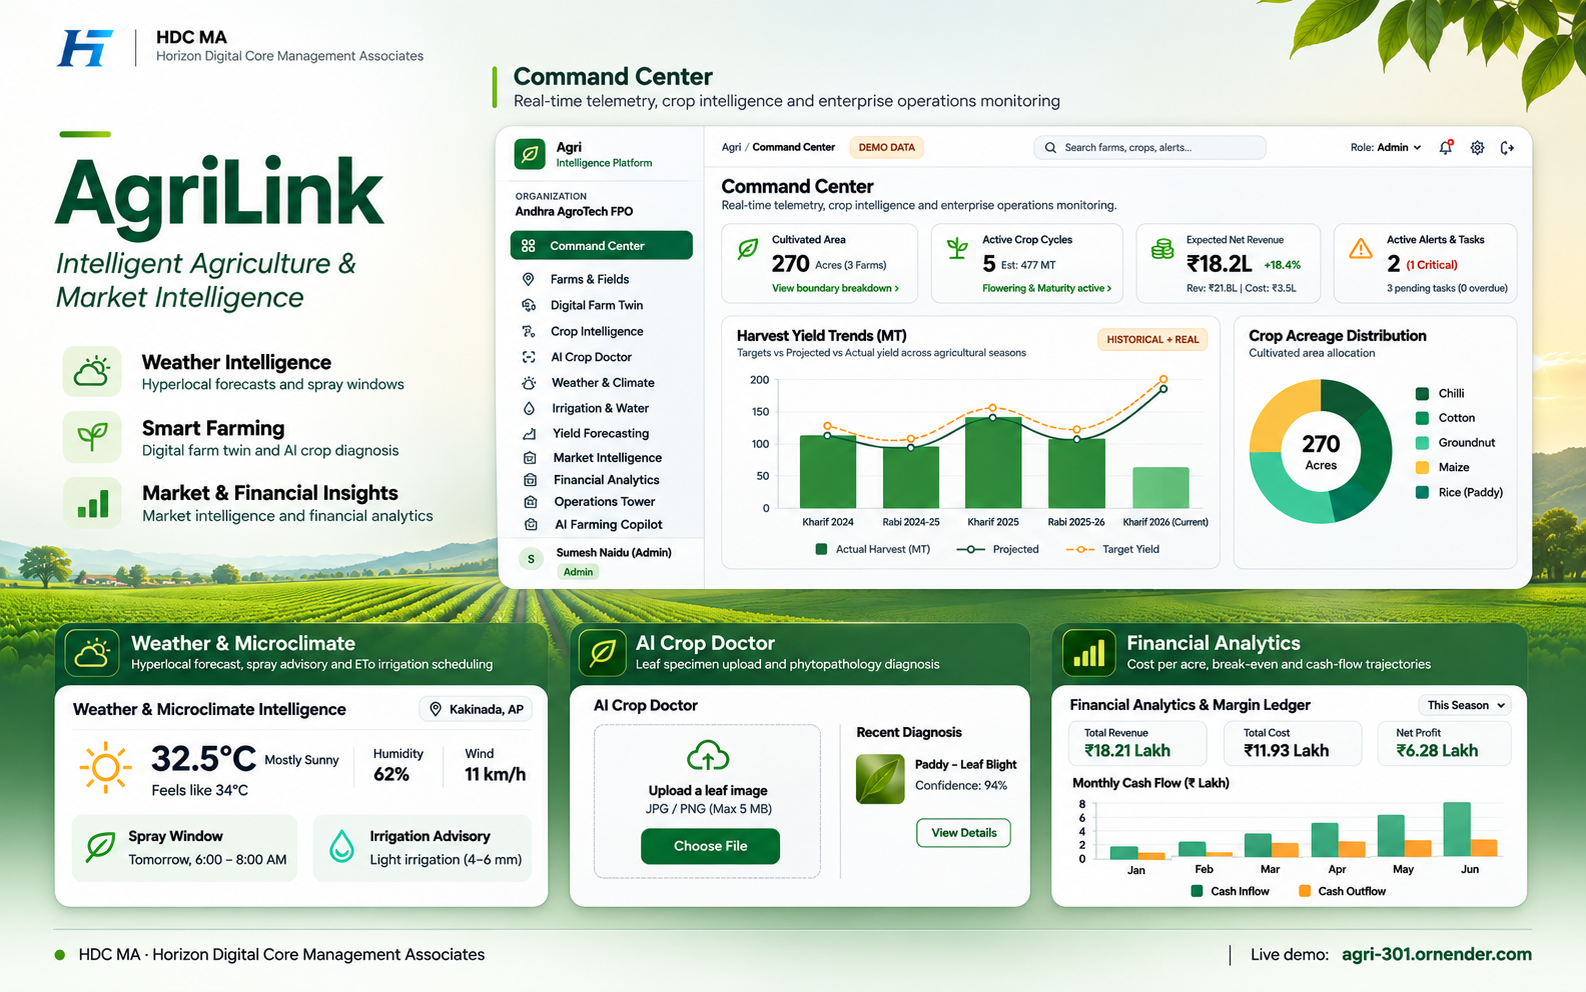 HDC MA
Horizon Digital Core Management Associates
AgriLink
Intelligent Agriculture &
Market Intelligence
Weather Intelligence
Hyperlocal forecasts and spray windows
Smart Farming
Digital farm twin and AI crop diagnosis
Market & Financial Insights
Market intelligence and financial analytics
Command Center
Real-time telemetry, crop intelligence and enterprise operations monitoring
Agri
Intelligence Platform
ORGANIZATION
Andhra AgroTech FPO
Command Center
Farms & Fields
Digital Farm Twin
Crop Intelligence
AI Crop Doctor
Weather & Climate
Irrigation & Water
Yield Forecasting
Market Intelligence
Financial Analytics
Operations Tower
AI Farming Copilot
S
Sumesh Naidu (Admin)
Admin
Agri / Command Center
DEMO DATA
Search farms, crops, alerts...
Role: Admin
Command Center
Real-time telemetry, crop intelligence and enterprise operations monitoring.
Cultivated Area
270 Acres (3 Farms)
View boundary breakdown >
Active Crop Cycles
5 Est: 477 MT
Flowering & Maturity active >
Expected Net Revenue
₹18.2L +18.4%
Rev: ₹21.8L | Cost: ₹3.5L
Active Alerts & Tasks
2 (1 Critical)
3 pending tasks (0 overdue)
Harvest Yield Trends (MT)
Targets vs Projected vs Actual yield across agricultural seasons
HISTORICAL + REAL
200
150
100
50
0
Kharif 2024
Rabi 2024-25
Kharif 2025
Rabi 2025-26
Kharif 2026 (Current)
Actual Harvest (MT)
Projected
Target Yield
Crop Acreage Distribution
Cultivated area allocation
270
Acres
Chilli
Cotton
Groundnut
Maize
Rice (Paddy)
Weather & Microclimate
Hyperlocal forecast, spray advisory and ETo irrigation scheduling
Weather & Microclimate Intelligence
Kakinada, AP
32.5°C Mostly Sunny
Feels like 34°C
Humidity
62%
Wind
11 km/h
Spray Window
Tomorrow, 6:00 – 8:00 AM
Irrigation Advisory
Light irrigation (4–6 mm)
AI Crop Doctor
Leaf specimen upload and phytopathology diagnosis
AI Crop Doctor
Upload a leaf image
JPG / PNG (Max 5 MB)
Choose File
Recent Diagnosis
Paddy – Leaf Blight
Confidence: 94%
View Details
Financial Analytics
Cost per acre, break-even and cash-flow trajectories
Financial Analytics & Margin Ledger
This Season
Total Revenue
₹18.21 Lakh
Total Cost
₹11.93 Lakh
Net Profit
₹6.28 Lakh
Monthly Cash Flow (₹ Lakh)
8
6
4
2
0
Jan
Feb
Mar
Apr
May
Jun
Cash Inflow
Cash Outflow
HDC MA · Horizon Digital Core Management Associates
Live demo: agri-301.ornender.com